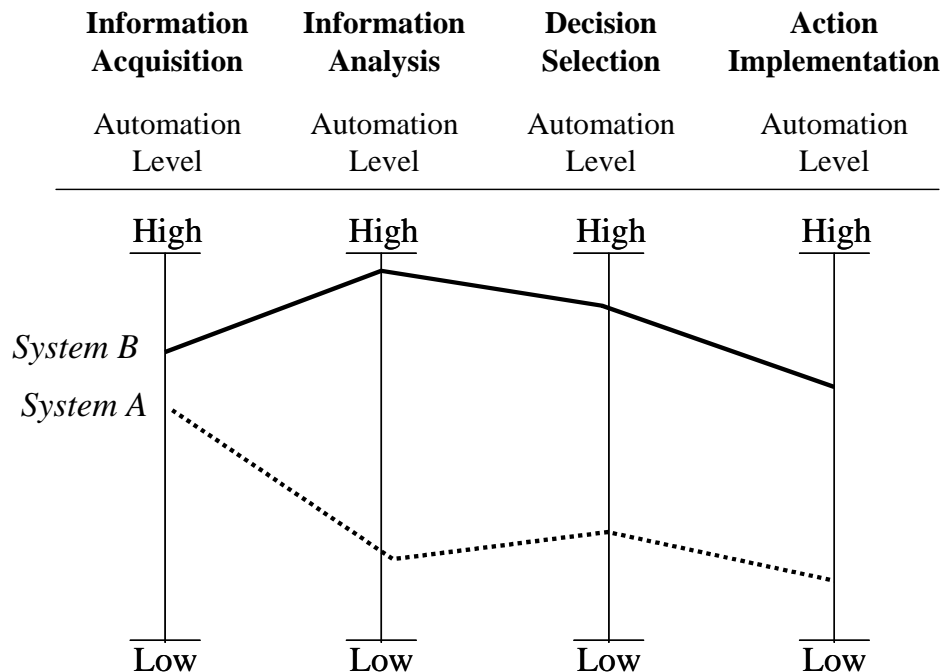 Information Information Decision Action
Acquisition Analysis Selection Implementation
Automation Automation Automation Automation
Level Level Level Level
High High High High
System B
System A
Low Low Low Low